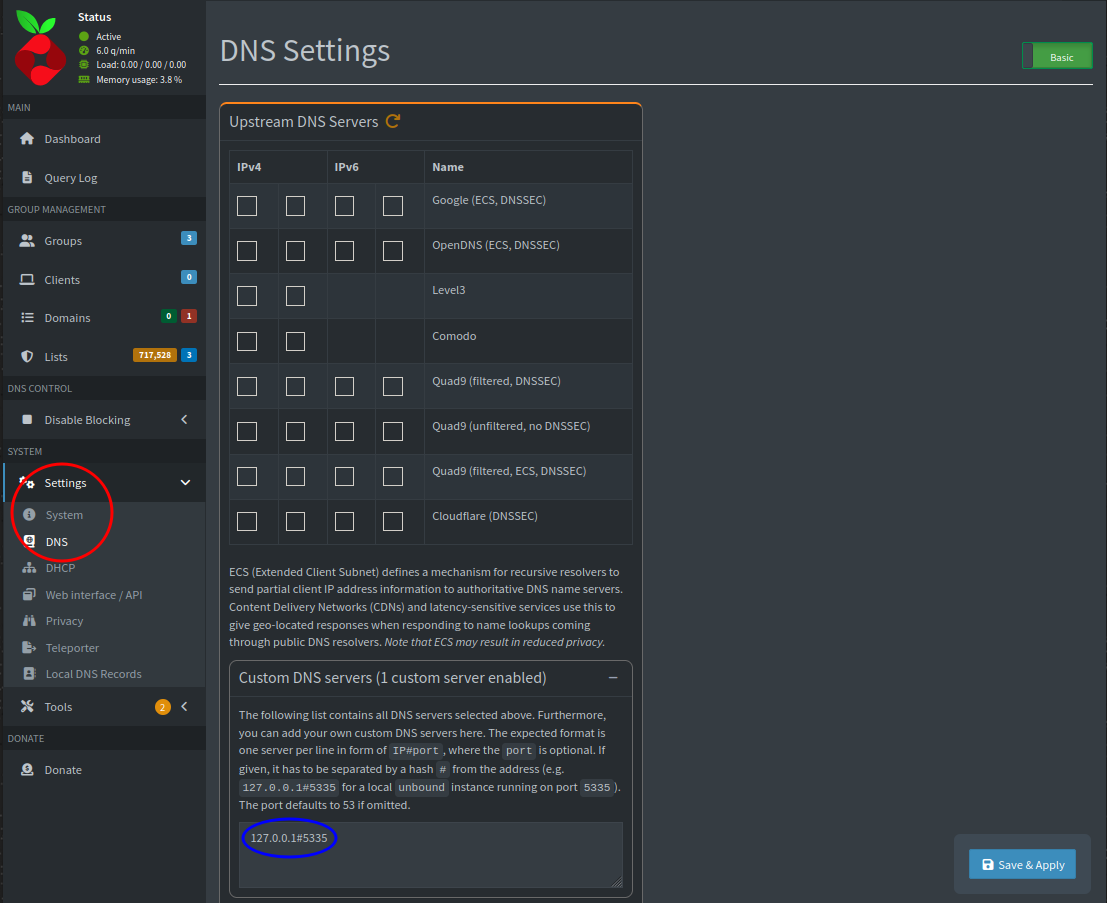 Status
Active
6.0 q/min
Load: 0.00 / 0.00 / 0.00
Memory usage: 3.8 %
MAIN
Dashboard
Query Log
GROUP MANAGEMENT
Groups 3
Clients 0
Domains 0 1
Lists 717,528 3
DNS CONTROL
Disable Blocking
SYSTEM
Settings
System
DNS
DHCP
Web interface / API
Privacy
Teleporter
Local DNS Records
Tools 2
DONATE
Donate
DNS Settings
Basic
Upstream DNS Servers
IPv4 IPv6 Name
Google (ECS, DNSSEC)
OpenDNS (ECS, DNSSEC)
Level3
Comodo
Quad9 (filtered, DNSSEC)
Quad9 (unfiltered, no DNSSEC)
Quad9 (filtered, ECS, DNSSEC)
Cloudflare (DNSSEC)
ECS (Extended Client Subnet) defines a mechanism for recursive resolvers to
send partial client IP address information to authoritative DNS name servers.
Content Delivery Networks (CDNs) and latency-sensitive services use this to
give geo-located responses when responding to name lookups coming
through public DNS resolvers. Note that ECS may result in reduced privacy.
Custom DNS servers (1 custom server enabled)
The following list contains all DNS servers selected above. Furthermore,
you can add your own custom DNS servers here. The expected format is
one server per line in form of IP#port, where the port is optional. If
given, it has to be separated by a hash # from the address (e.g.
127.0.0.1#5335 for a local unbound instance running on port 5335).
The port defaults to 53 if omitted.
127.0.0.1#5335
Save & Apply